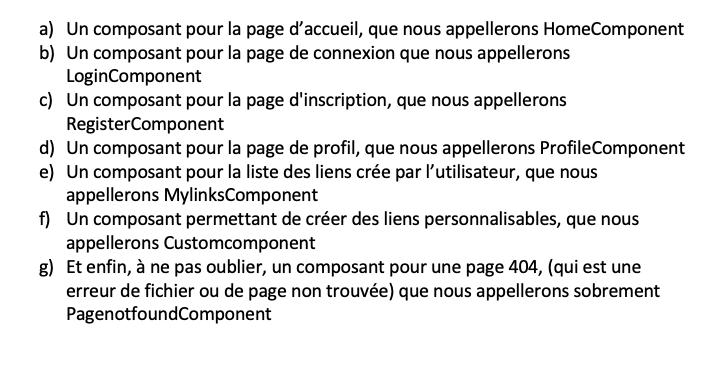 a) Un composant pour la page d’accueil, que nous appellerons HomeComponent
b) Un composant pour la page de connexion que nous appellerons
LoginComponent
c) Un composant pour la page d'inscription, que nous appellerons
RegisterComponent
d) Un composant pour la page de profil, que nous appellerons ProfileComponent
e) Un composant pour la liste des liens crée par l’utilisateur, que nous
appellerons MylinksComponent
f) Un composant permettant de créer des liens personnalisables, que nous
appellerons Customcomponent
g) Et enfin, à ne pas oublier, un composant pour une page 404, (qui est une
erreur de fichier ou de page non trouvée) que nous appellerons sobrement
PagenotfoundComponent